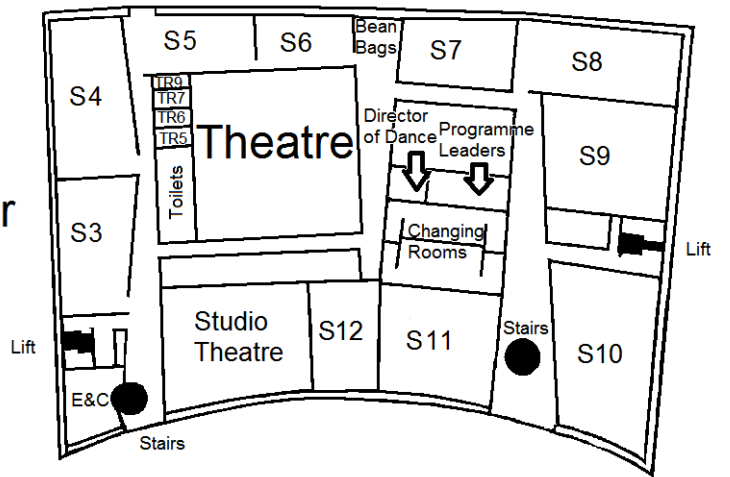 S5
S6
Bean
Bags
S7
S8
S4
TR9
TR7
TR6
TR5
Toilets
Theatre
Director
of Dance
Programme
Leaders
S9
r
S3
Changing
Rooms
Lift
Studio
Theatre
S12
S11
Stairs
S10
Lift
E&C
Stairs